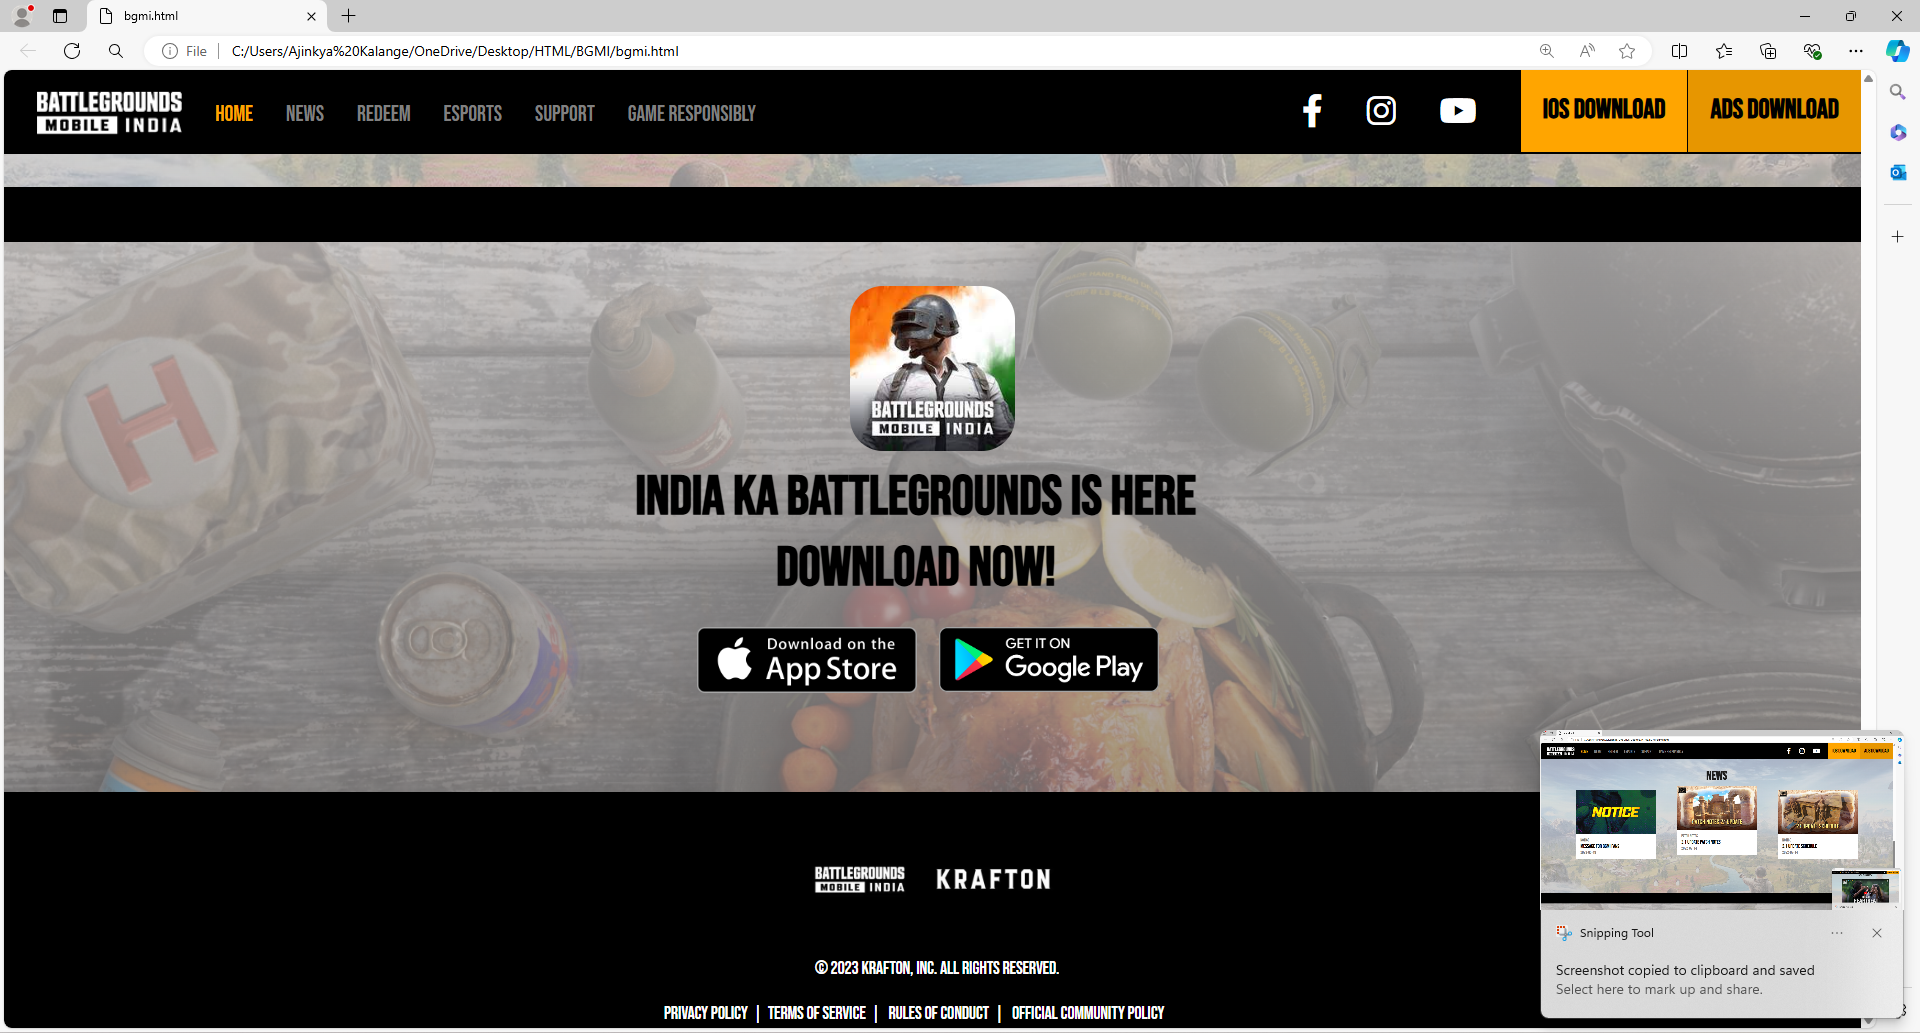 bgmi.html
File
C:/Users/Ajinkya%20Kalange/OneDrive/Desktop/HTML/BGMI/bgmi.html
BATTLEGROUNDS
MOBILE INDIA
HOME
NEWS
REDEEM
ESPORTS
SUPPORT
GAME RESPONSIBLY
IOS DOWNLOAD
ADS DOWNLOAD
H
BATTLEGROUNDS
MOBILE INDIA
INDIA KA BATTLEGROUNDS IS HERE
DOWNLOAD NOW!
Download on the
App Store
GET IT ON
Google Play
NEWS
NOTICE
BATTLEGROUNDS
MOBILE INDIA
KRAFTON
Snipping Tool
Screenshot copied to clipboard and saved
Select here to mark up and share.
© 2023 KRAFTON, INC. ALL RIGHTS RESERVED.
PRIVACY POLICY | TERMS OF SERVICE | RULES OF CONDUCT | OFFICIAL COMMUNITY POLICY